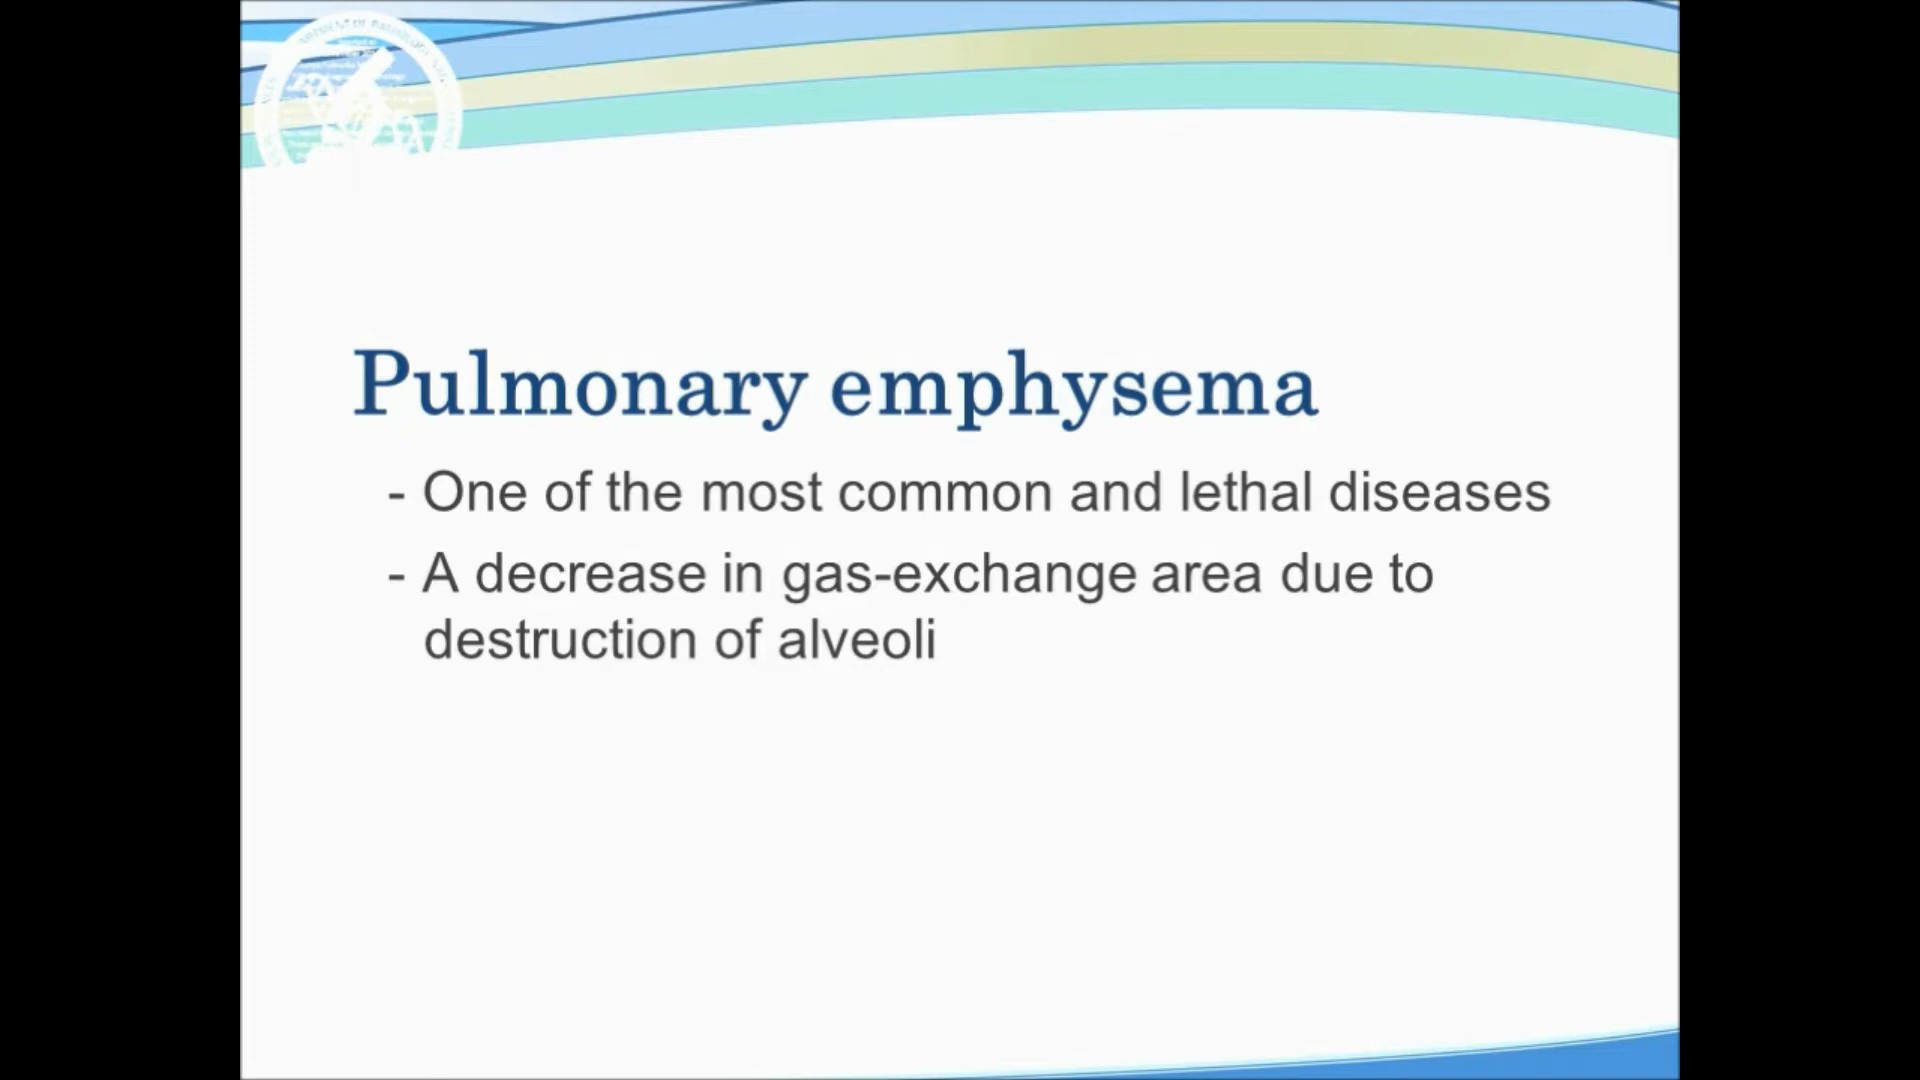 Pulmonary emphysema
- One of the most common and lethal diseases
- A decrease in gas-exchange area due to
destruction of alveoli